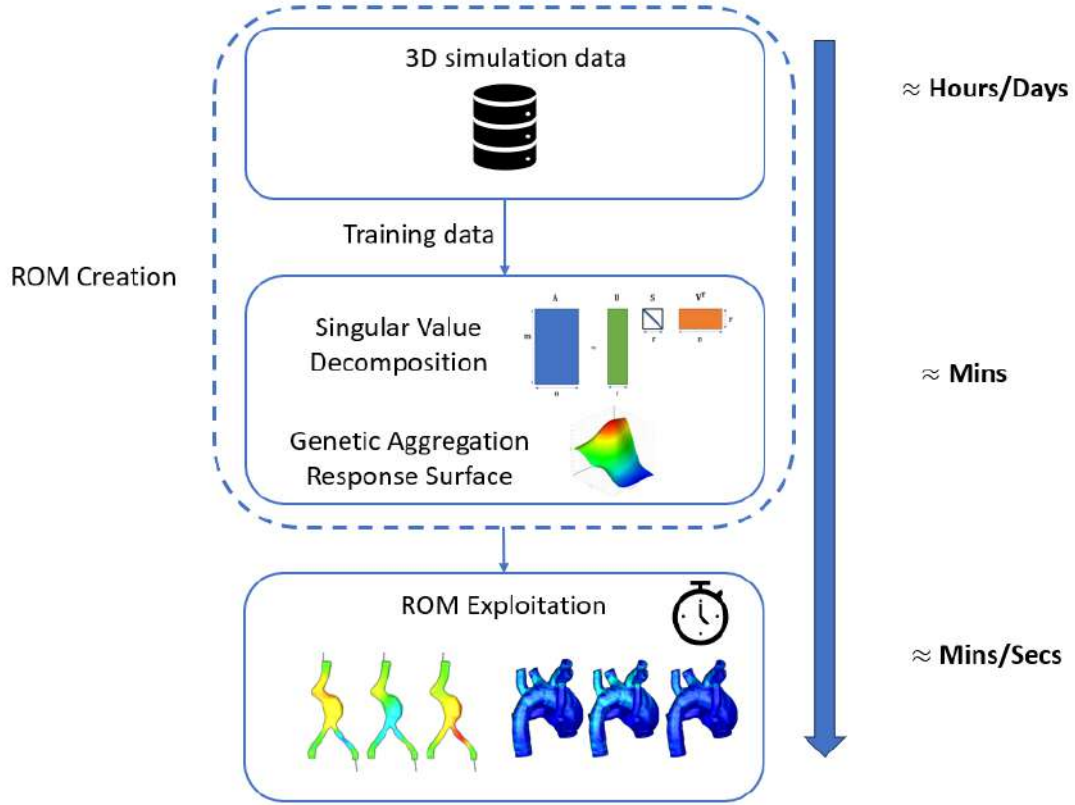 3D simulation data
≈ Hours/Days
Training data
ROM Creation
A
U
S
V^T
m
≈
r
r
n
n
r
Singular Value
Decomposition
≈ Mins
Genetic Aggregation
Response Surface
ROM Exploitation
≈ Mins/Secs